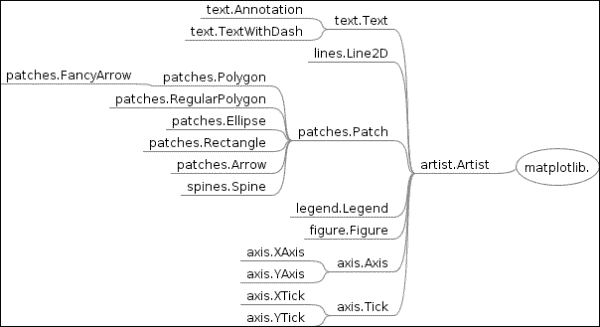 text.Annotation
text.Text
text.TextWithDash
lines.Line2D
patches.FancyArrow
patches.Polygon
patches.RegularPolygon
patches.Ellipse
patches.Patch
patches.Rectangle
patches.Arrow
artist.Artist
matplotlib.
spines.Spine
legend.Legend
figure.Figure
axis.XAxis
axis.Axis
axis.YAxis
axis.XTick
axis.Tick
axis.YTick